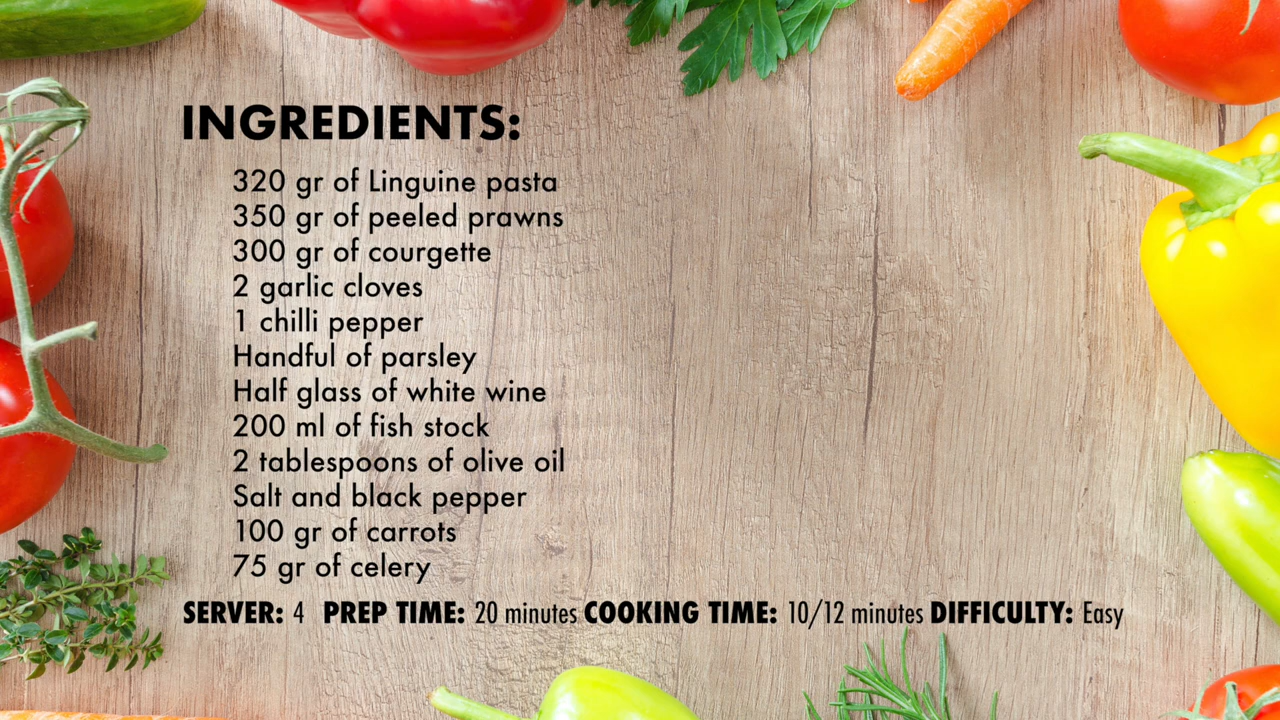 INGREDIENTS:
320 gr of Linguine pasta
350 gr of peeled prawns
300 gr of courgette
2 garlic cloves
1 chilli pepper
Handful of parsley
Half glass of white wine
200 ml of fish stock
2 tablespoons of olive oil
Salt and black pepper
100 gr of carrots
75 gr of celery
SERVER: 4 PREP TIME: 20 minutes COOKING TIME: 10/12 minutes DIFFICULTY: Easy